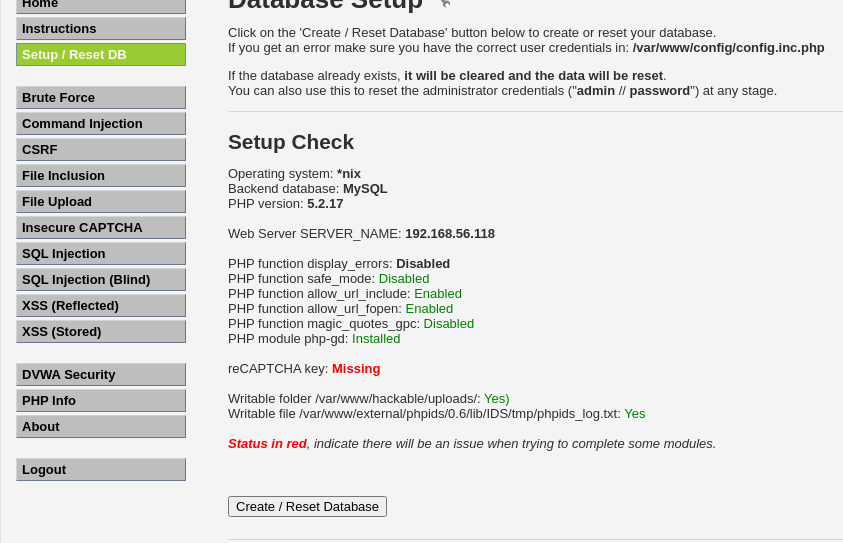 Home
Instructions
Setup / Reset DB
Brute Force
Command Injection
CSRF
File Inclusion
File Upload
Insecure CAPTCHA
SQL Injection
SQL Injection (Blind)
XSS (Reflected)
XSS (Stored)
DVWA Security
PHP Info
About
Logout
Database Setup
Click on the 'Create / Reset Database' button below to create or reset your database.
If you get an error make sure you have the correct user credentials in: /var/www/config/config.inc.php
If the database already exists, it will be cleared and the data will be reset.
You can also use this to reset the administrator credentials ("admin // password") at any stage.
Setup Check
Operating system: *nix
Backend database: MySQL
PHP version: 5.2.17
Web Server SERVER_NAME: 192.168.56.118
PHP function display_errors: Disabled
PHP function safe_mode: Disabled
PHP function allow_url_include: Enabled
PHP function allow_url_fopen: Enabled
PHP function magic_quotes_gpc: Disabled
PHP module php-gd: Installed
reCAPTCHA key: Missing
Writable folder /var/www/hackable/uploads/: Yes)
Writable file /var/www/external/phpids/0.6/lib/IDS/tmp/phpids_log.txt: Yes
Status in red, indicate there will be an issue when trying to complete some modules.
Create / Reset Database